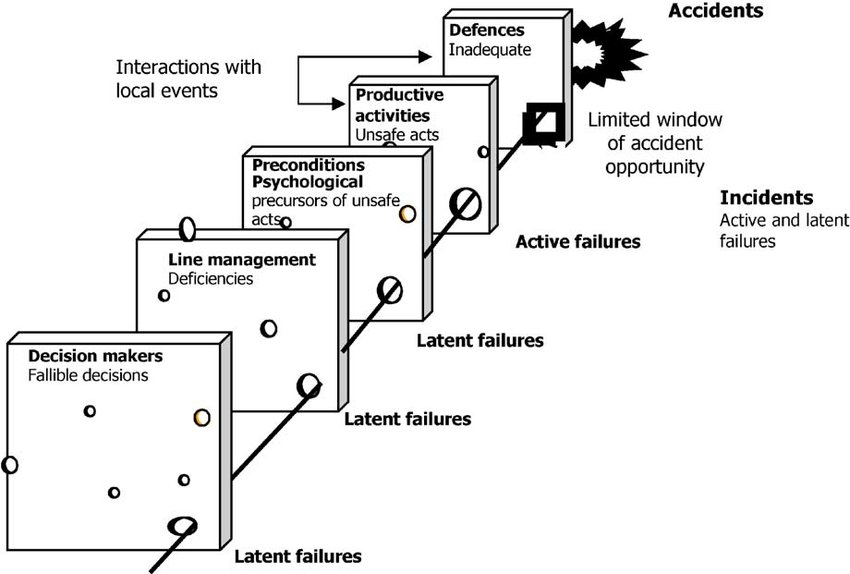 Accidents
Defences
Inadequate
Interactions with
local events
Productive
activities
Unsafe acts
Limited window
of accident
opportunity
Preconditions
Psychological
precursors of unsafe
acts
Incidents
Active and latent
failures
Active failures
Line management
Deficiencies
Latent failures
Decision makers
Fallible decisions
Latent failures
Latent failures